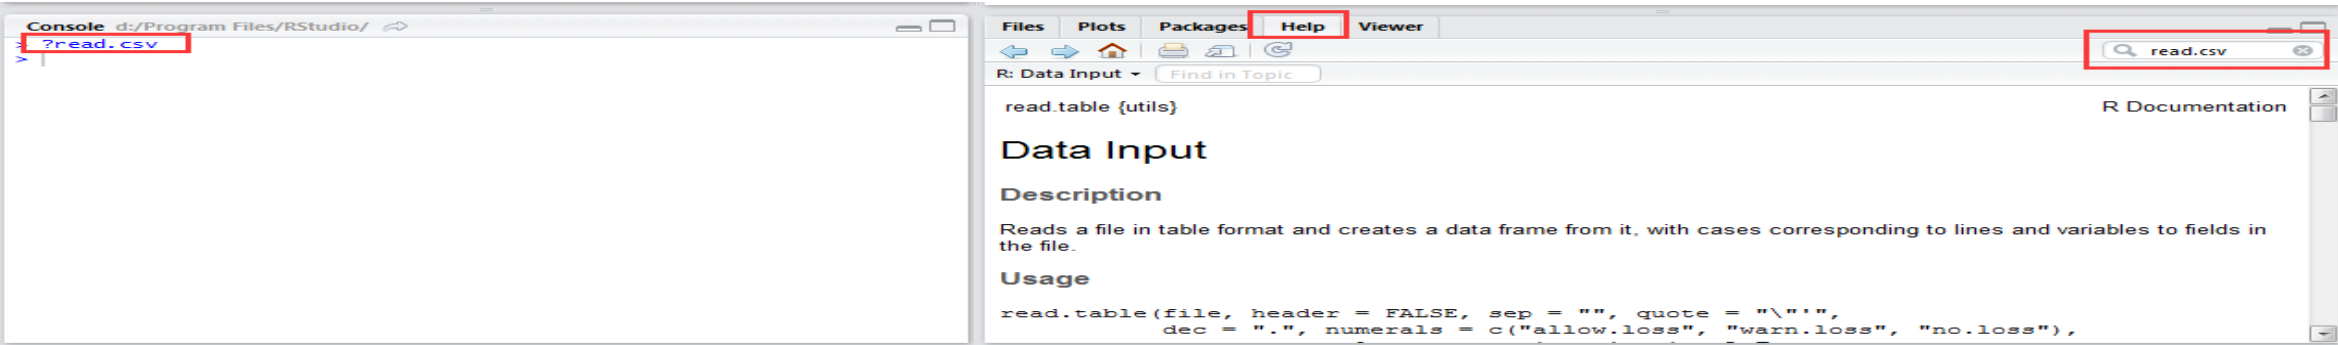 Console d:/Program Files/RStudio/
> ?read.csv
>
Files Plots Packages Help Viewer
read.csv
R: Data Input Find in Topic
read.table {utils} R Documentation
Data Input
Description
Reads a file in table format and creates a data frame from it, with cases corresponding to lines and variables to fields in
the file.
Usage
read.table(file, header = FALSE, sep = "", quote = "\"'",
dec = ".", numerals = c("allow.loss", "warn.loss", "no.loss"),